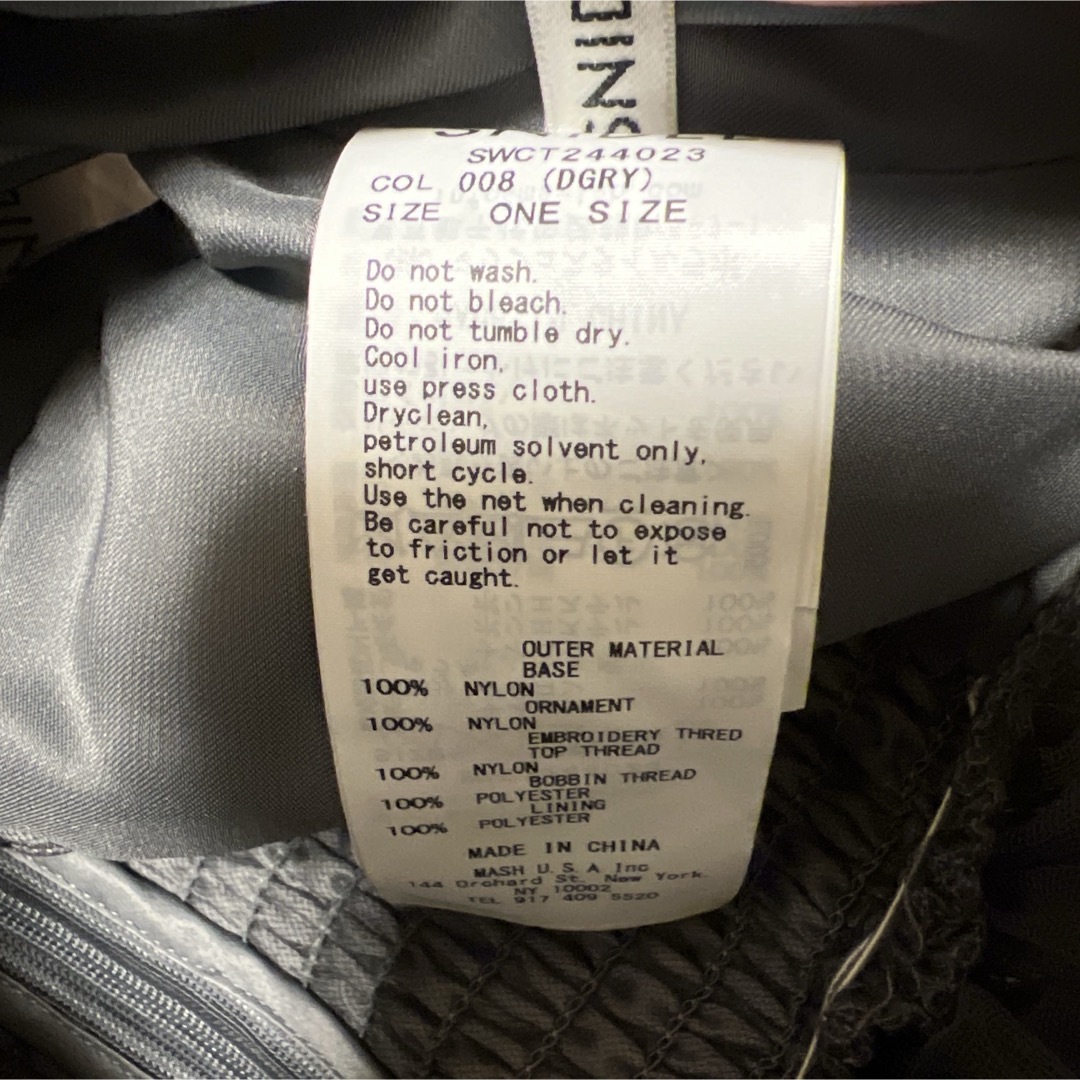 SNID
SWCT244023
COL 008 (DGRY)
SIZE ONE SIZE
Do not wash.
Do not bleach.
Do not tumble dry.
Cool iron,
use press cloth.
Dryclean,
petroleum solvent only,
short cycle.
Use the net when cleaning.
Be careful not to expose
to friction or let it
get caught.
OUTER MATERIAL
BASE
100% NYLON
ORNAMENT
100% NYLON
EMBROIDERY THRED
TOP THREAD
100% NYLON
BOBBIN THREAD
100% POLYESTER
LINING
100% POLYESTER
MADE IN CHINA
MASH U.S.A Inc
144 Orchard St. New York.
NY 10002
TEL 917 409 5520